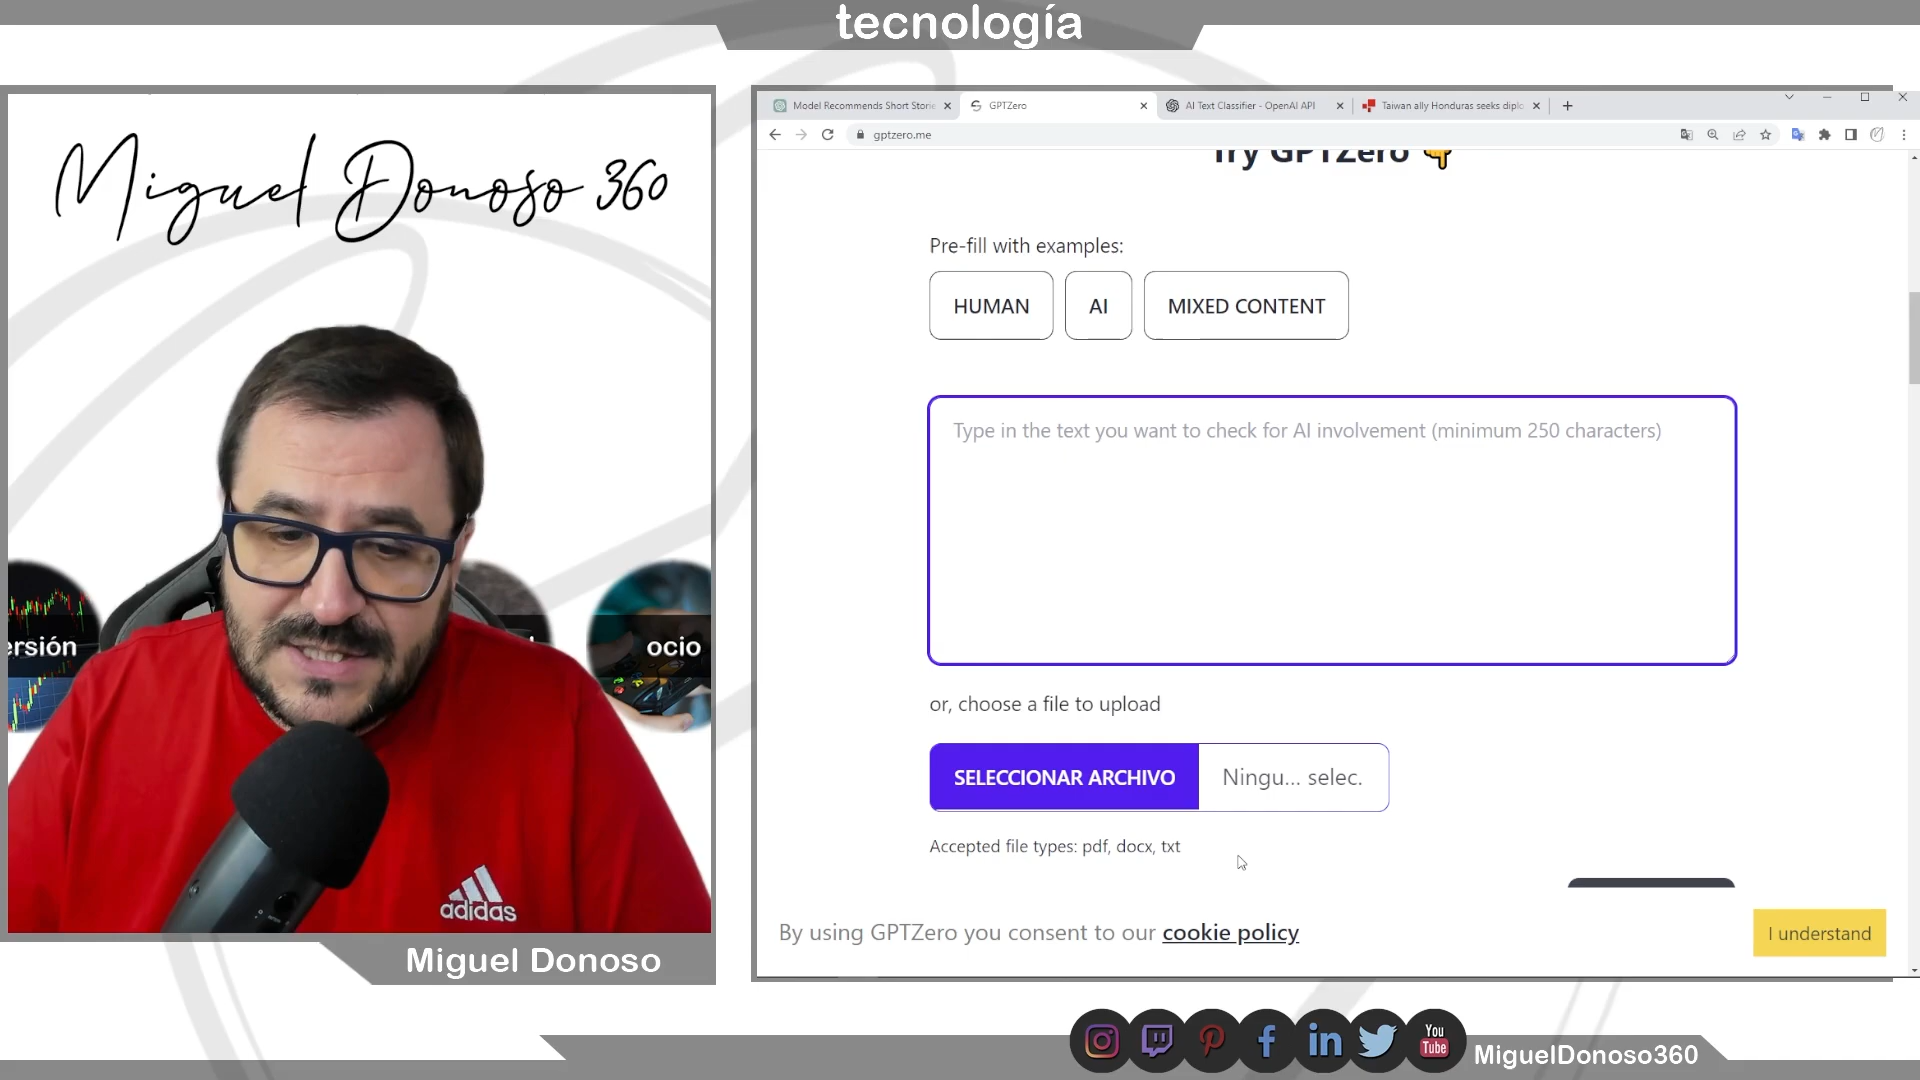 tecnología
Miguel Donoso 360
ersión
ocio
adidas
Miguel Donoso
Model Recommends Short Storie
GPTZero
AI Text Classifier - OpenAI API
Taiwan ally Honduras seeks diplo
gptzero.me
Try GPTZero
Pre-fill with examples:
HUMAN
AI
MIXED CONTENT
Type in the text you want to check for AI involvement (minimum 250 characters)
or, choose a file to upload
SELECCIONAR ARCHIVO
Ningu... selec.
Accepted file types: pdf, docx, txt
By using GPTZero you consent to our cookie policy
I understand
You
Tube
MiguelDonoso360